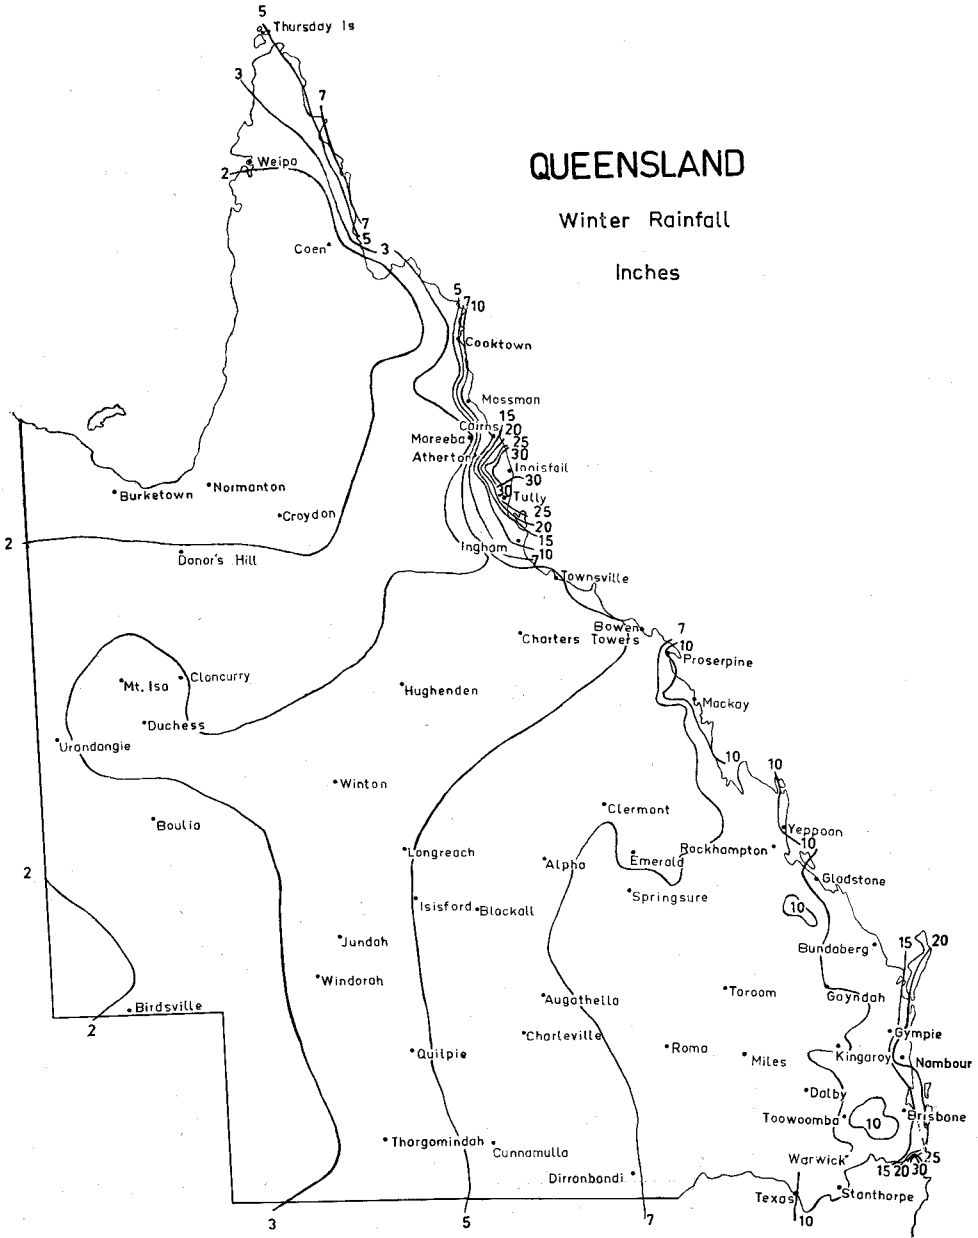 5
Thursday Is
3
7
QUEENSLAND
Weipa
2
Winter Rainfall
7
5
Coen
3
Inches
5
7
10
Cooktown
Mossman
15
Cairns
20
Mareeba
25
Atherton
30
Innisfail
30
Burketown
Normanton
30
Tully
Croydon
25
20
2
15
Ingham
10
Donor's Hill
7
Townsville
Bowen
7
Charters Towers
10
Proserpine
Cloncurry
Mt. Isa
Hughenden
Mackay
Duchess
Urandangie
10
10
Winton
Clermont
Boulia
Yeppoon
10
Longreach
Rockhampton
Alpha
Emerald
2
Gladstone
Springsure
Isisford
Blackall
10
Jundah
Bundaberg
15
20
Windorah
Taroom
Gayndah
Birdsville
Augathella
2
Charleville
Gympie
Quilpie
Roma
Miles
Kingaroy
Nambour
Dalby
Toowoomba
10
Brisbane
Thargomindah
Cunnamulla
Warwick
25
15
20
30
Dirranbandi
Texas
Stanthorpe
3
5
7
10